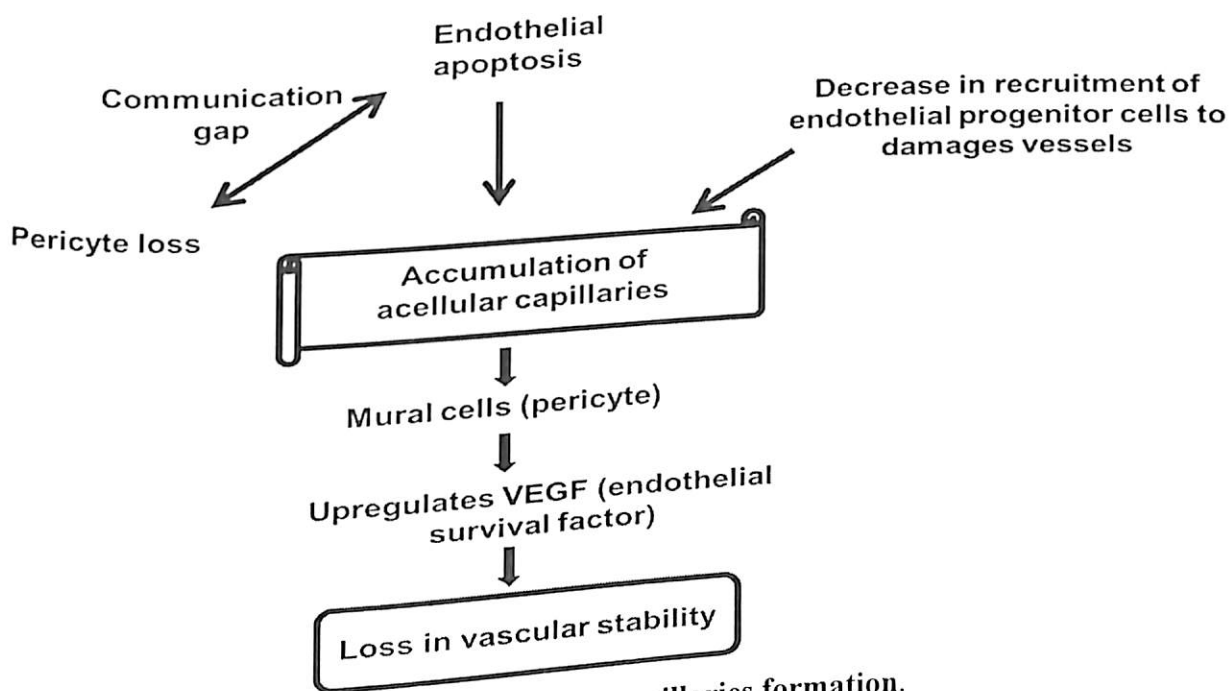 Endothelial
apoptosis
Communication
gap
Decrease in recruitment of
endothelial progenitor cells to
damages vessels
Pericyte loss
Accumulation of
acellular capillaries
Mural cells (pericyte)
Upregulates VEGF (endothelial
survival factor)
Loss in vascular stability
formation.